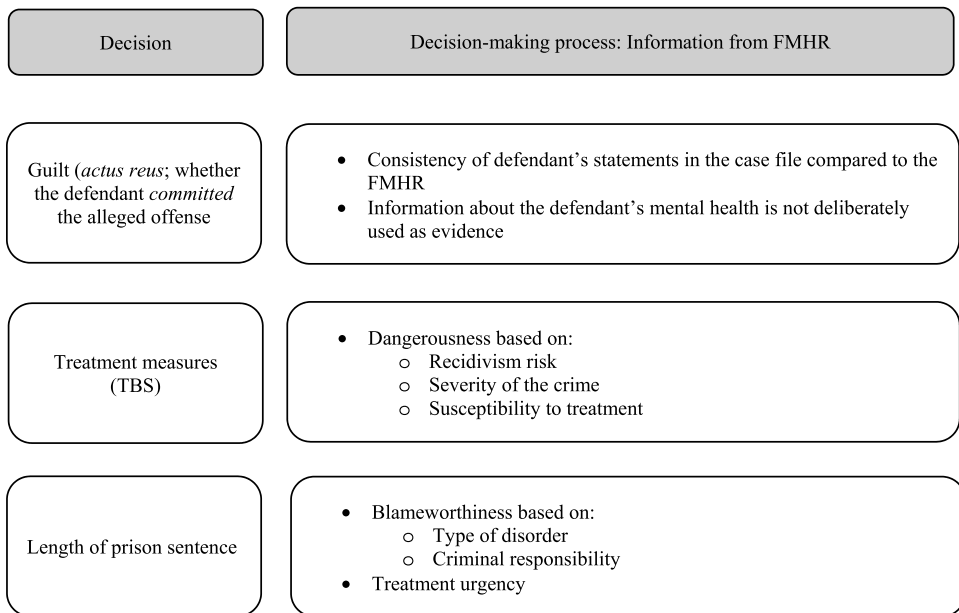 Decision
Decision-making process: Information from FMHR
Guilt (actus reus; whether
the defendant committed
the alleged offense
• Consistency of defendant’s statements in the case file compared to the
FMHR
• Information about the defendant’s mental health is not deliberately
used as evidence
Treatment measures
(TBS)
• Dangerousness based on:
o Recidivism risk
o Severity of the crime
o Susceptibility to treatment
Length of prison sentence
• Blameworthiness based on:
o Type of disorder
o Criminal responsibility
• Treatment urgency